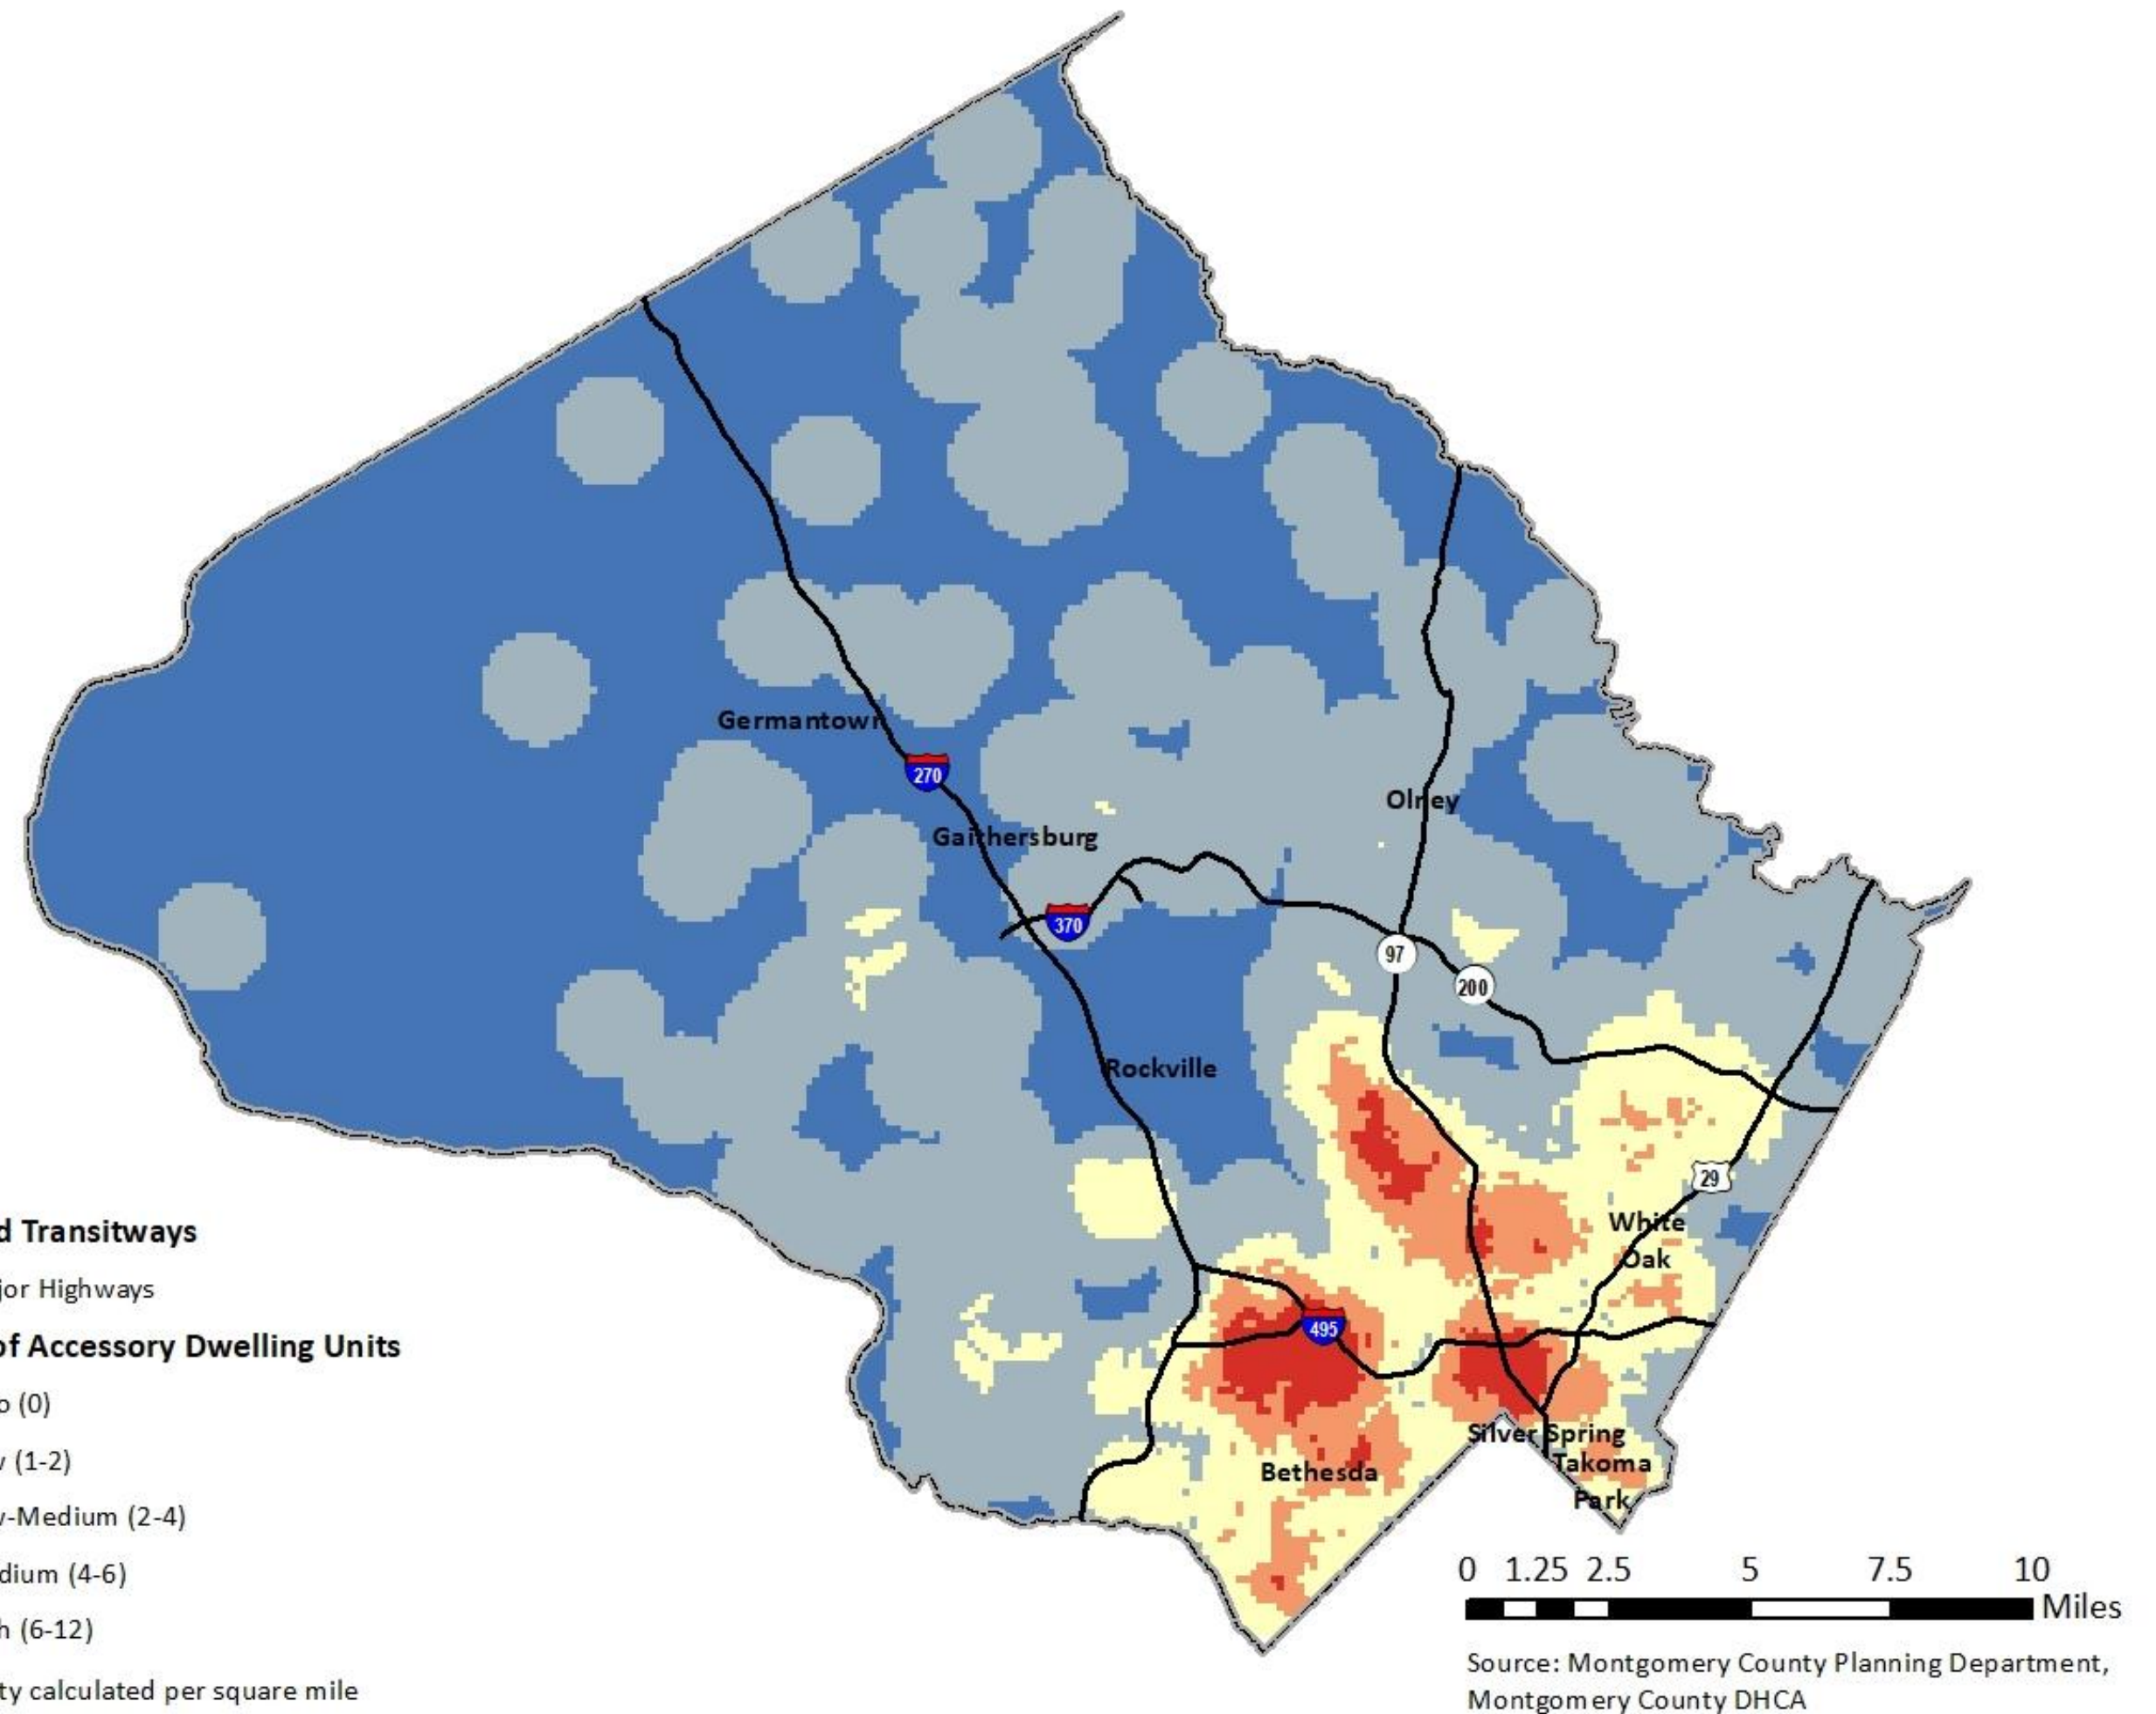 Germantown
270
Gaithersburg
Olney
370
97
200
Rockville
29
White
Oak
495
Silver Spring
Bethesda
Takoma
Park
d Transitways
jor Highways
of Accessory Dwelling Units
o (0)
w (1-2)
w-Medium (2-4)
dium (4-6)
h (6-12)
ty calculated per square mile
0 1.25 2.5 5 7.5 10
Miles
Source: Montgomery County Planning Department,
Montgomery County DHCA